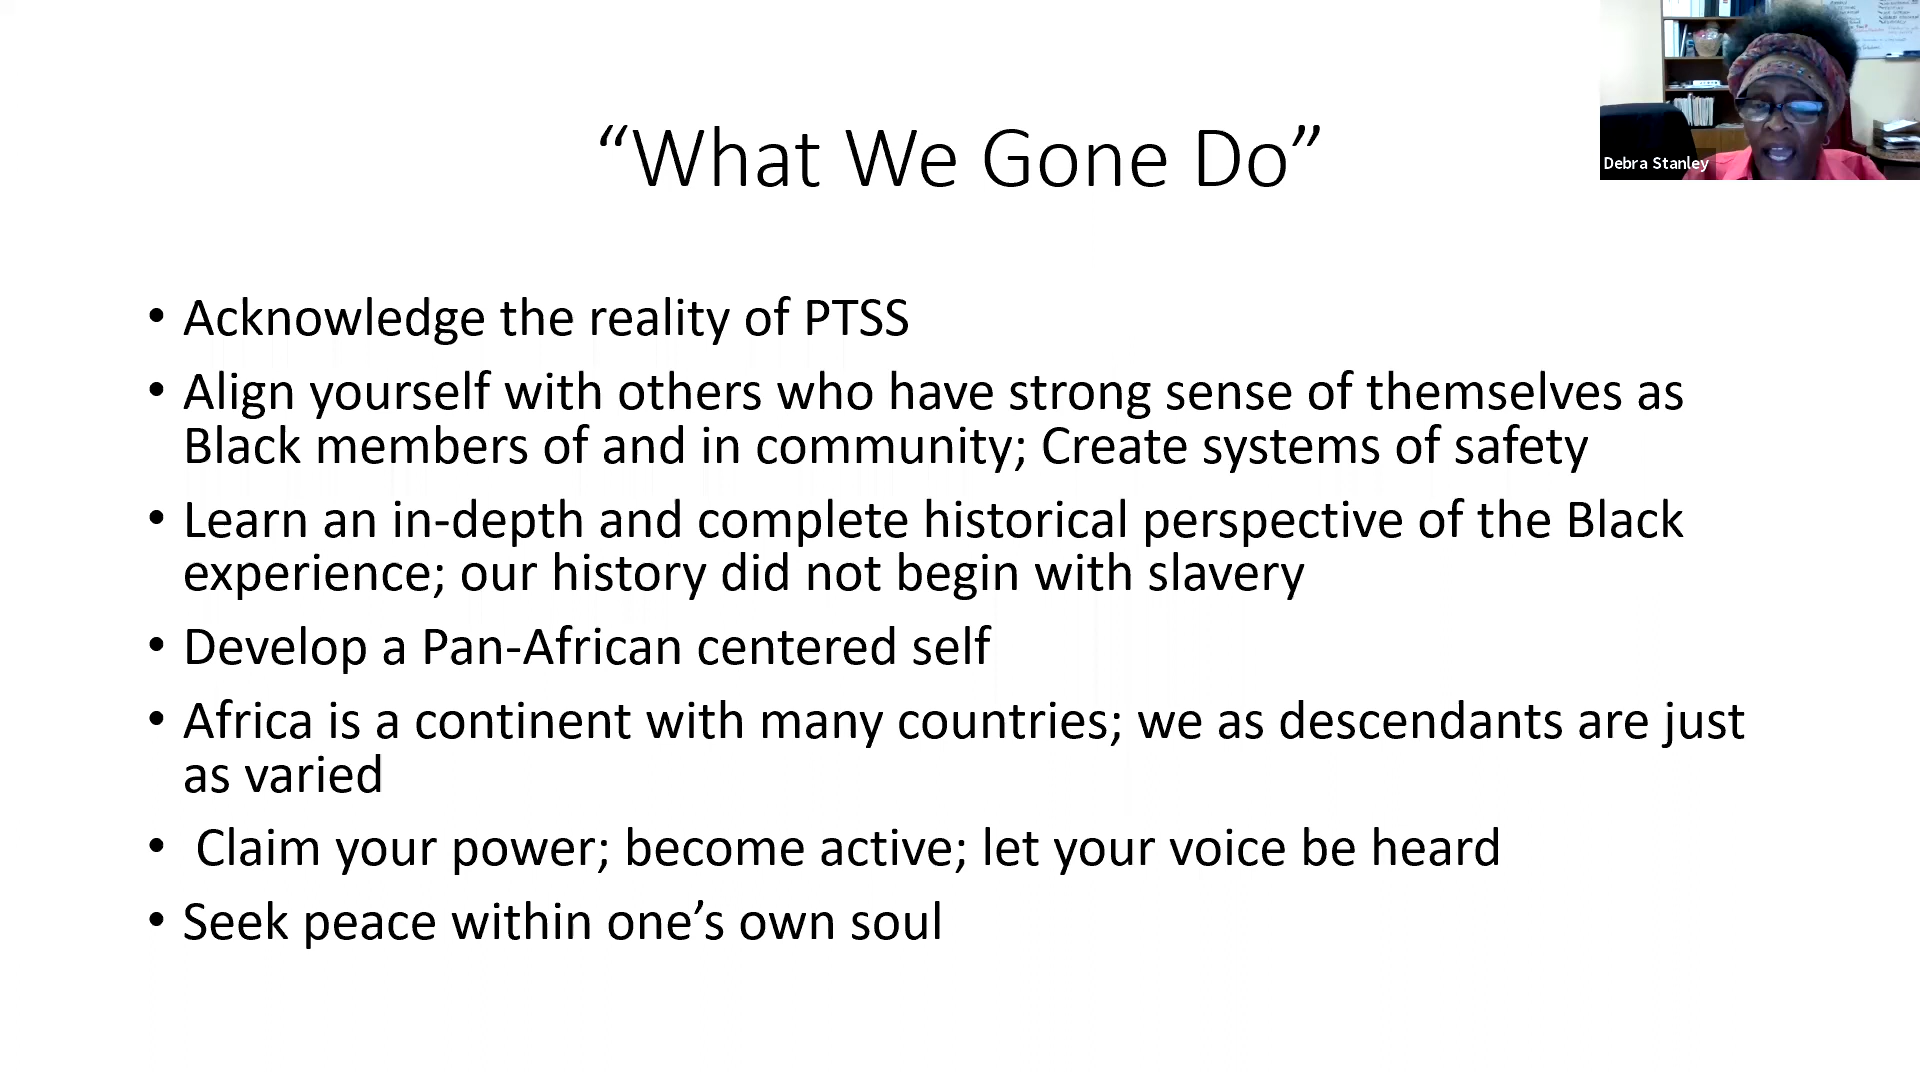 “What We Gone Do”
Debra Stanley
• Acknowledge the reality of PTSS
• Align yourself with others who have strong sense of themselves as
Black members of and in community; Create systems of safety
• Learn an in-depth and complete historical perspective of the Black
experience; our history did not begin with slavery
• Develop a Pan-African centered self
• Africa is a continent with many countries; we as descendants are just
as varied
• Claim your power; become active; let your voice be heard
• Seek peace within one’s own soul